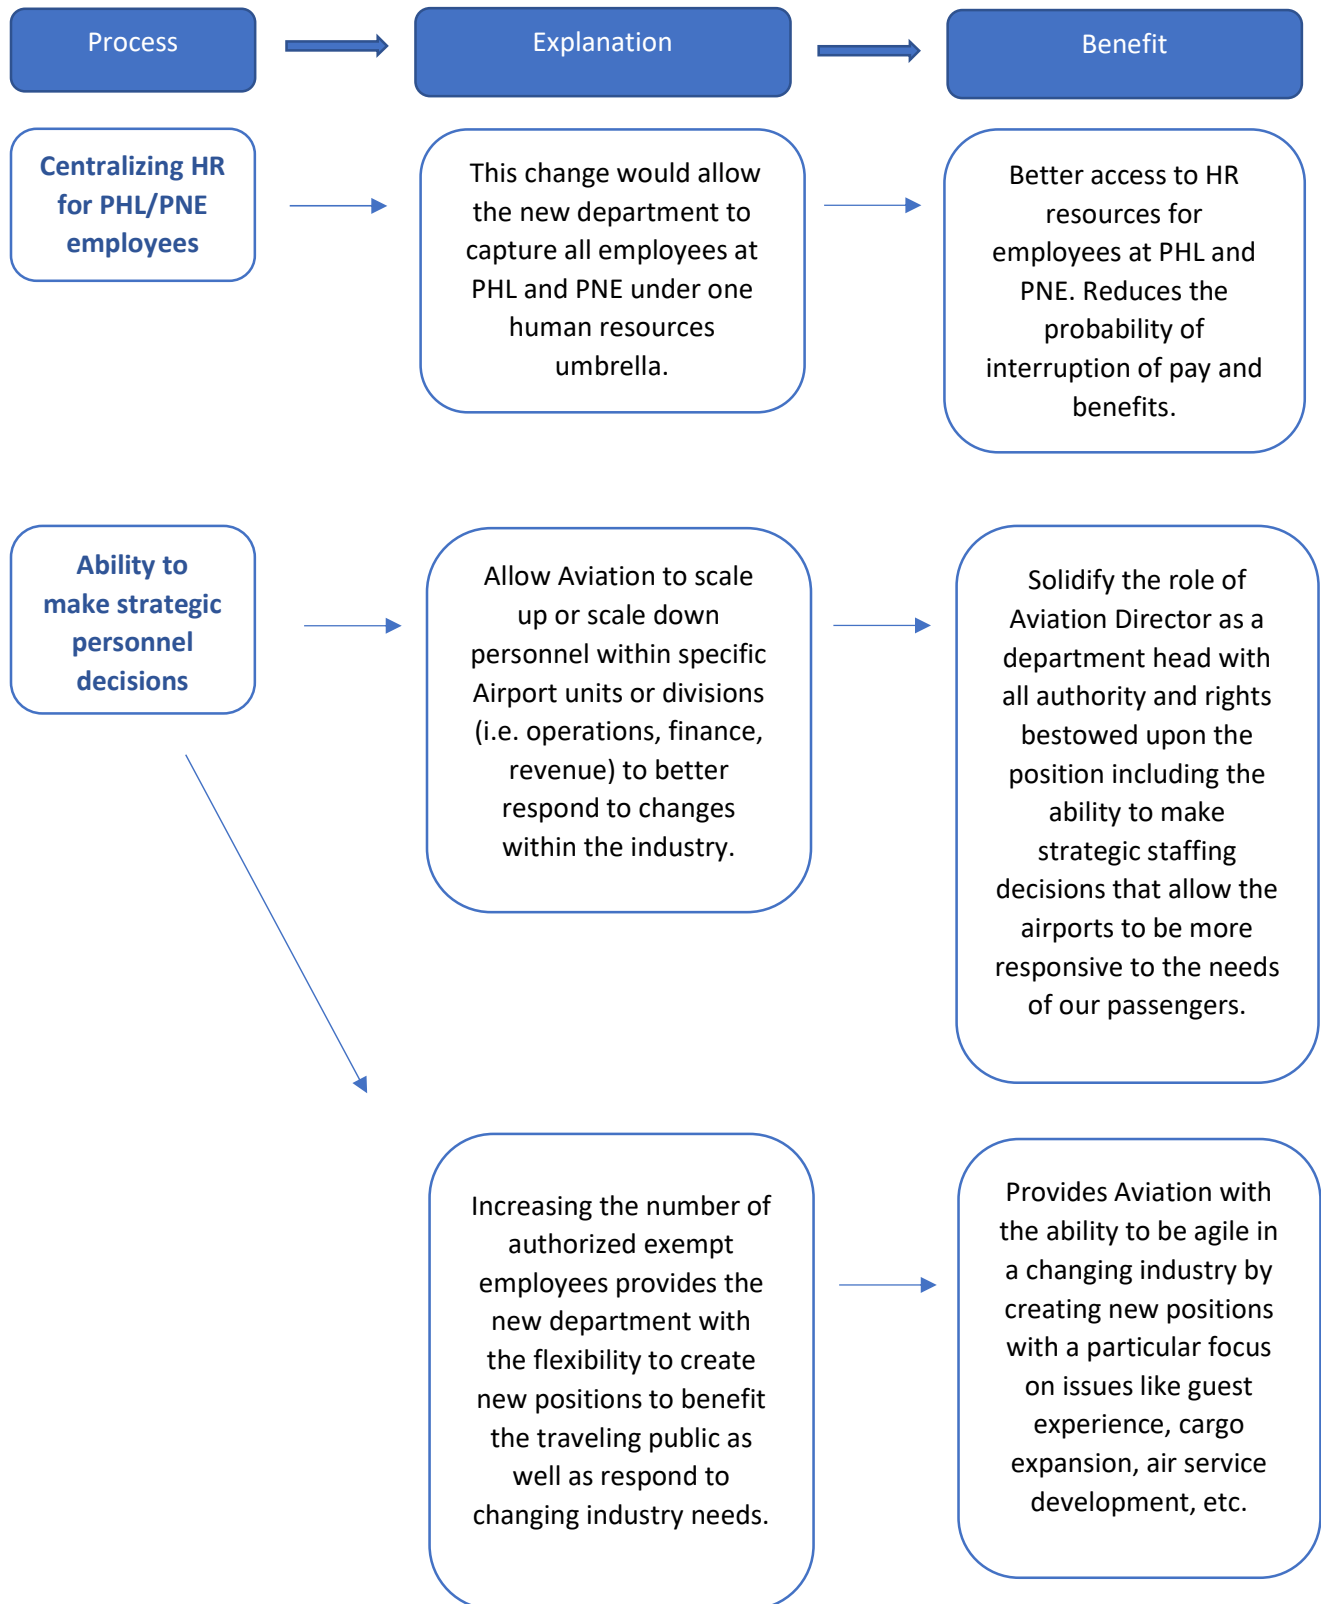 Process
Explanation
Benefit
Centralizing HR
for PHL/PNE
employees
This change would allow
the new department to
capture all employees at
PHL and PNE under one
human resources
umbrella.
Better access to HR
resources for
employees at PHL and
PNE. Reduces the
probability of
interruption of pay and
benefits.
Ability to
make strategic
personnel
decisions
Allow Aviation to scale
up or scale down
personnel within specific
Airport units or divisions
(i.e. operations, finance,
revenue) to better
respond to changes
within the industry.
Solidify the role of
Aviation Director as a
department head with
all authority and rights
bestowed upon the
position including the
ability to make
strategic staffing
decisions that allow the
airports to be more
responsive to the needs
of our passengers.
Increasing the number of
authorized exempt
employees provides the
new department with
the flexibility to create
new positions to benefit
the traveling public as
well as respond to
changing industry needs.
Provides Aviation with
the ability to be agile in
a changing industry by
creating new positions
with a particular focus
on issues like guest
experience, cargo
expansion, air service
development, etc.